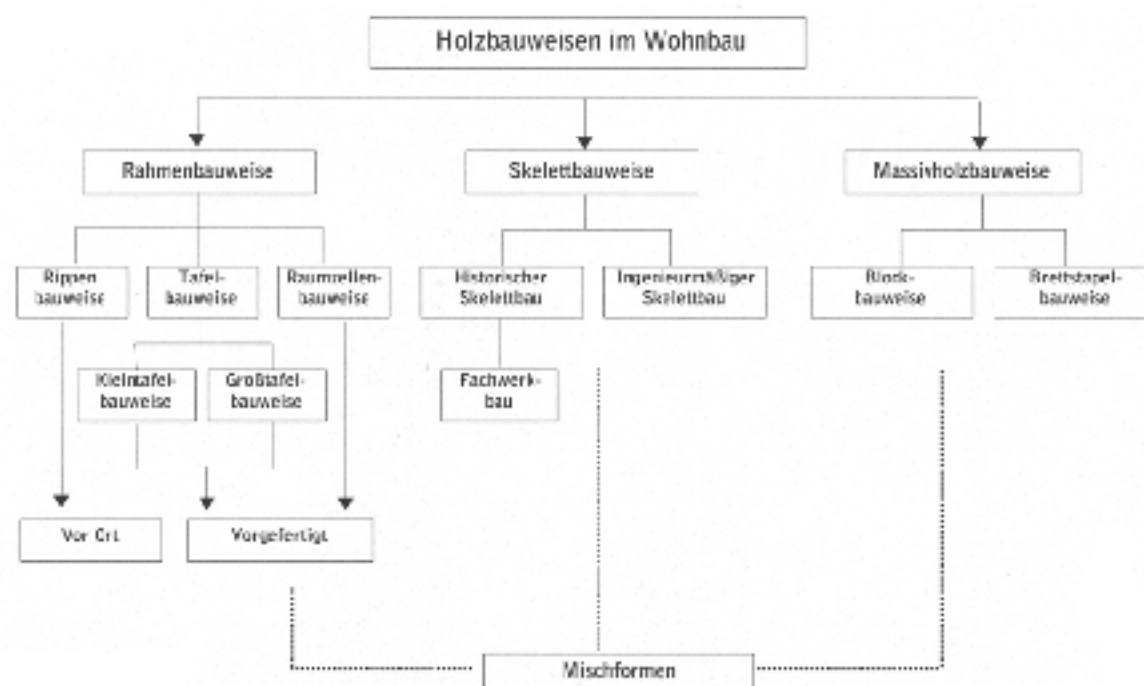 Holzbauweisen im Wohnbau
Rahmenbauweise
Skelettbauweise
Massivholzbauweise
Rippen
bauweise
Tafel-
bauweise
Raumzellen-
bauweise
Historischer
Skelettbau
Ingenieurmäßiger
Skelettbau
Block-
bauweise
Brettstapel-
bauweise
Kleintafel-
bauweise
Großtafel-
bauweise
Fachwerk-
bau
Vor Ort
Vorgefertigt
Mischformen